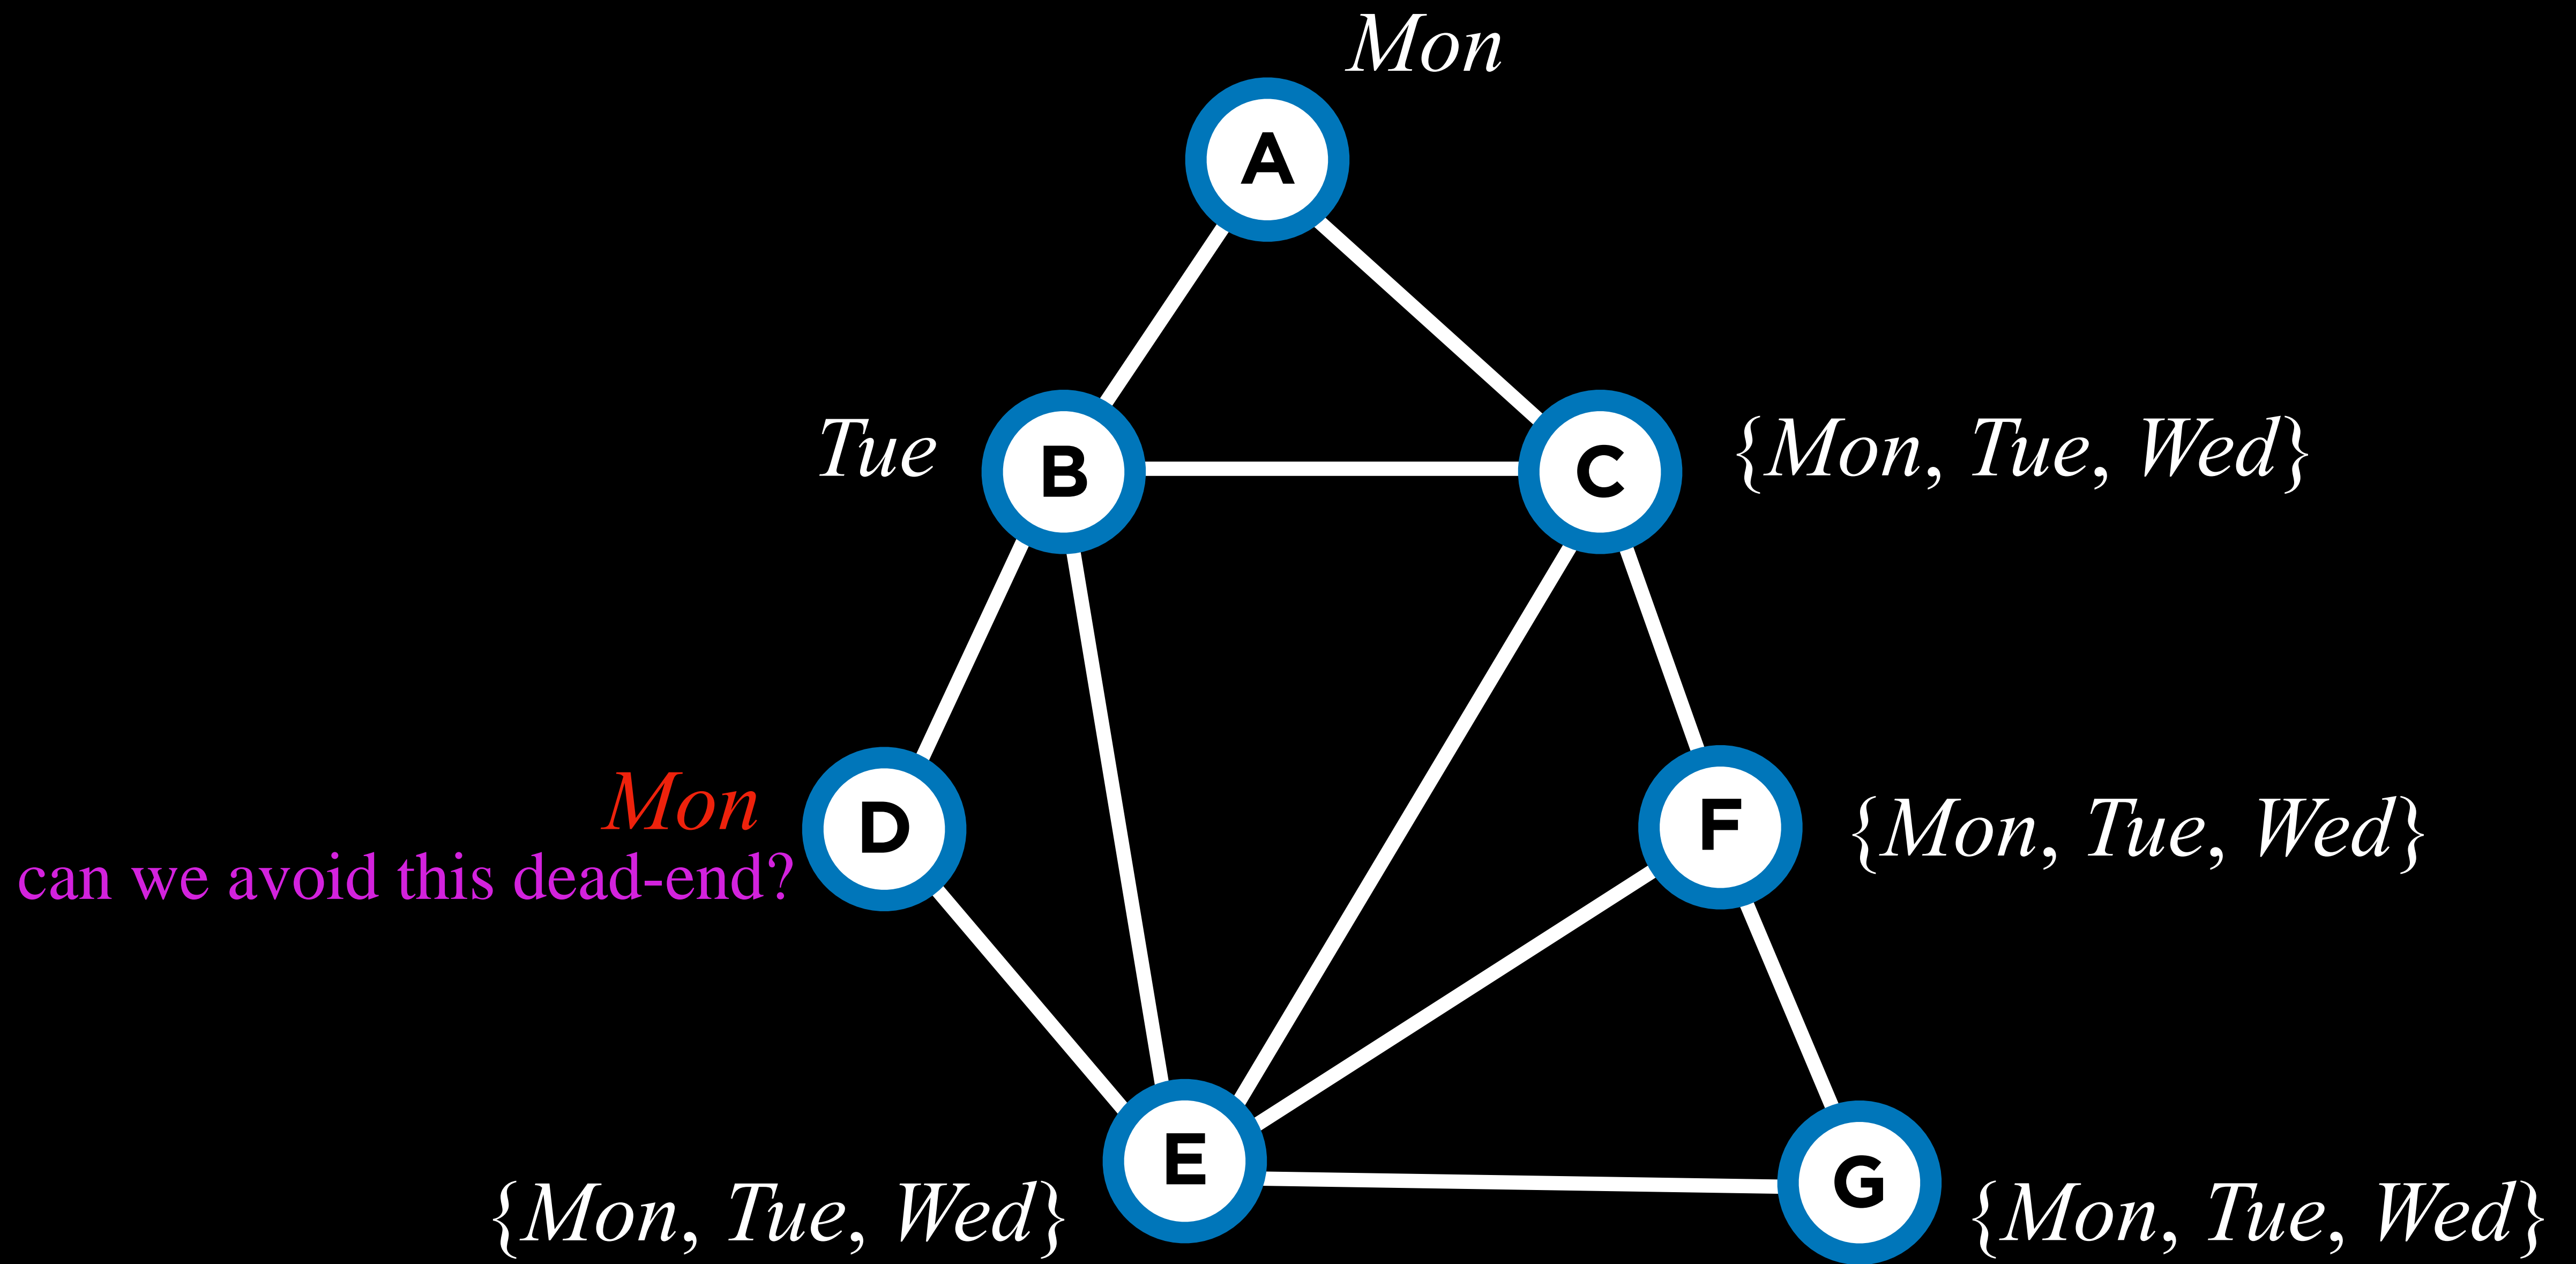 Mon
A
Tue
B
C
{Mon, Tue, Wed}
Mon
can we avoid this dead-end?
D
F
{Mon, Tue, Wed}
{Mon, Tue, Wed}
E
G
{Mon, Tue, Wed}